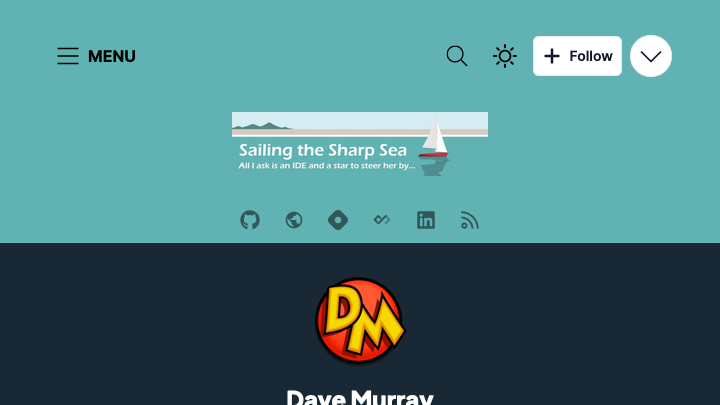 MENU
Follow
Sailing the Sharp Sea
All I ask is an IDE and a star to steer her by...
in
DM
Dave Murray